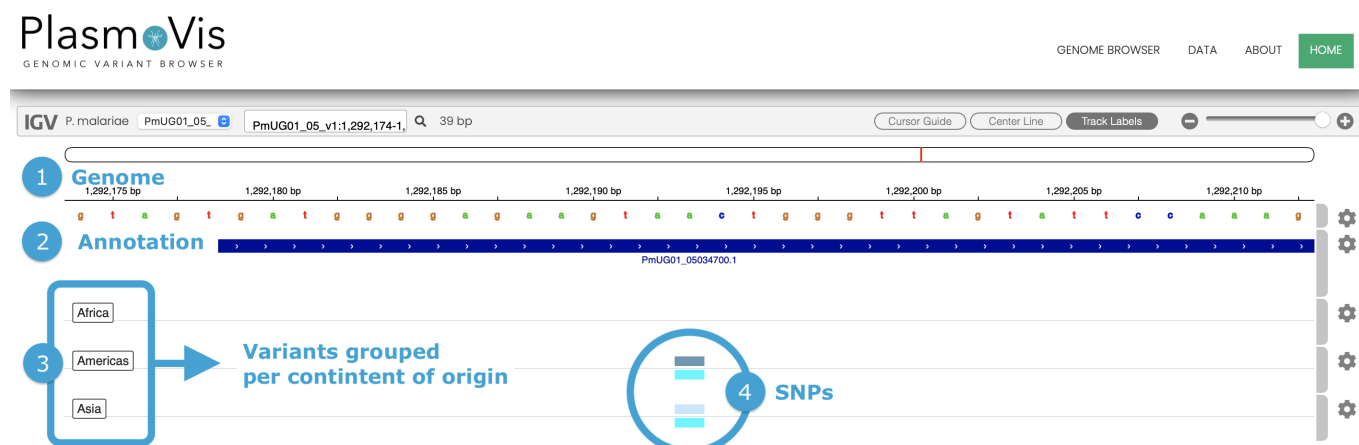 PlasmoVis
GENOMIC VARIANT BROWSER
GENOME BROWSER DATA ABOUT HOME
IGV P. malariae PmUG01_05_ PmUG01_05_v1:1,292,174-1, 39 bp Cursor Guide Center Line Track Labels
1 Genome
1,292,175 bp 1,292,180 bp 1,292,185 bp 1,292,190 bp 1,292,195 bp 1,292,200 bp 1,292,205 bp 1,292,210 bp
g t a g t g a t g g g g a g a a g t a a c t g g g t t a g t a t t c c a a a g
2 Annotation
PmUG01_05034700.1
Africa
3 Americas
Asia
Variants grouped
per contintent of origin
4 SNPs